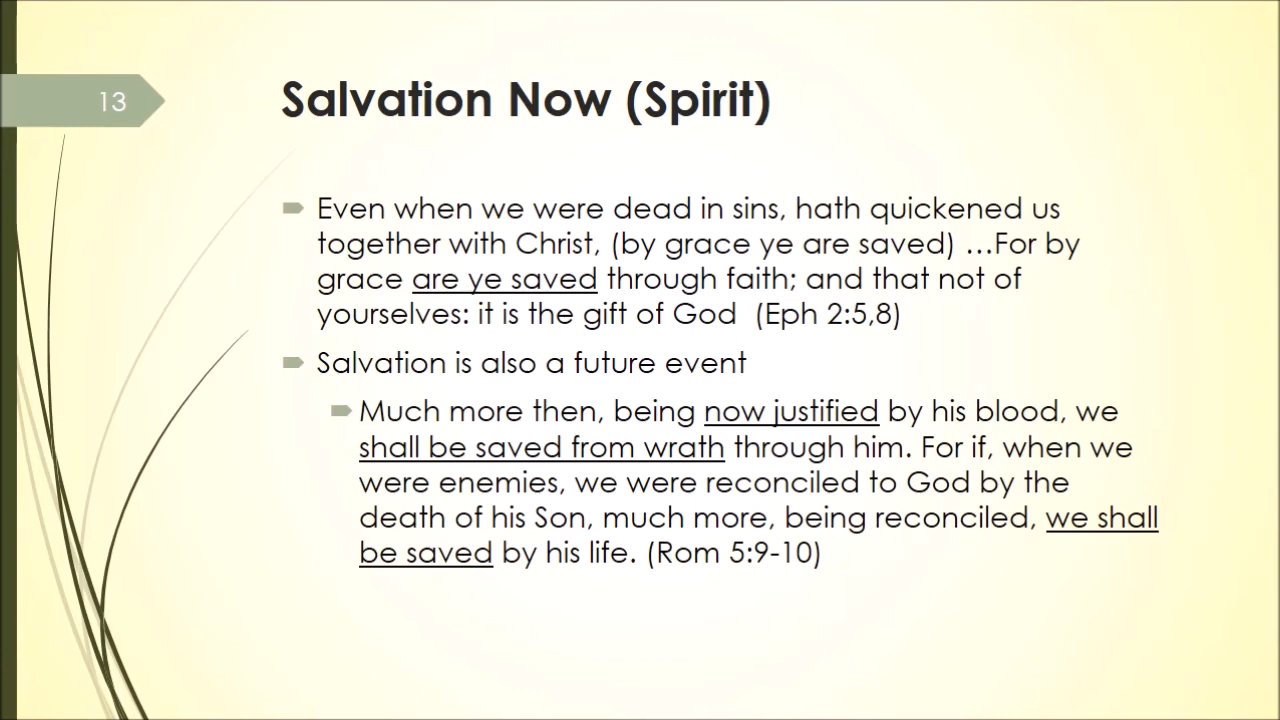 13
Salvation Now (Spirit)
Even when we were dead in sins, hath quickened us
together with Christ, (by grace ye are saved) …For by
grace are ye saved through faith; and that not of
yourselves: it is the gift of God  (Eph 2:5,8)
Salvation is also a future event
Much more then, being now justified by his blood, we
shall be saved from wrath through him. For if, when we
were enemies, we were reconciled to God by the
death of his Son, much more, being reconciled, we shall
be saved by his life. (Rom 5:9-10)